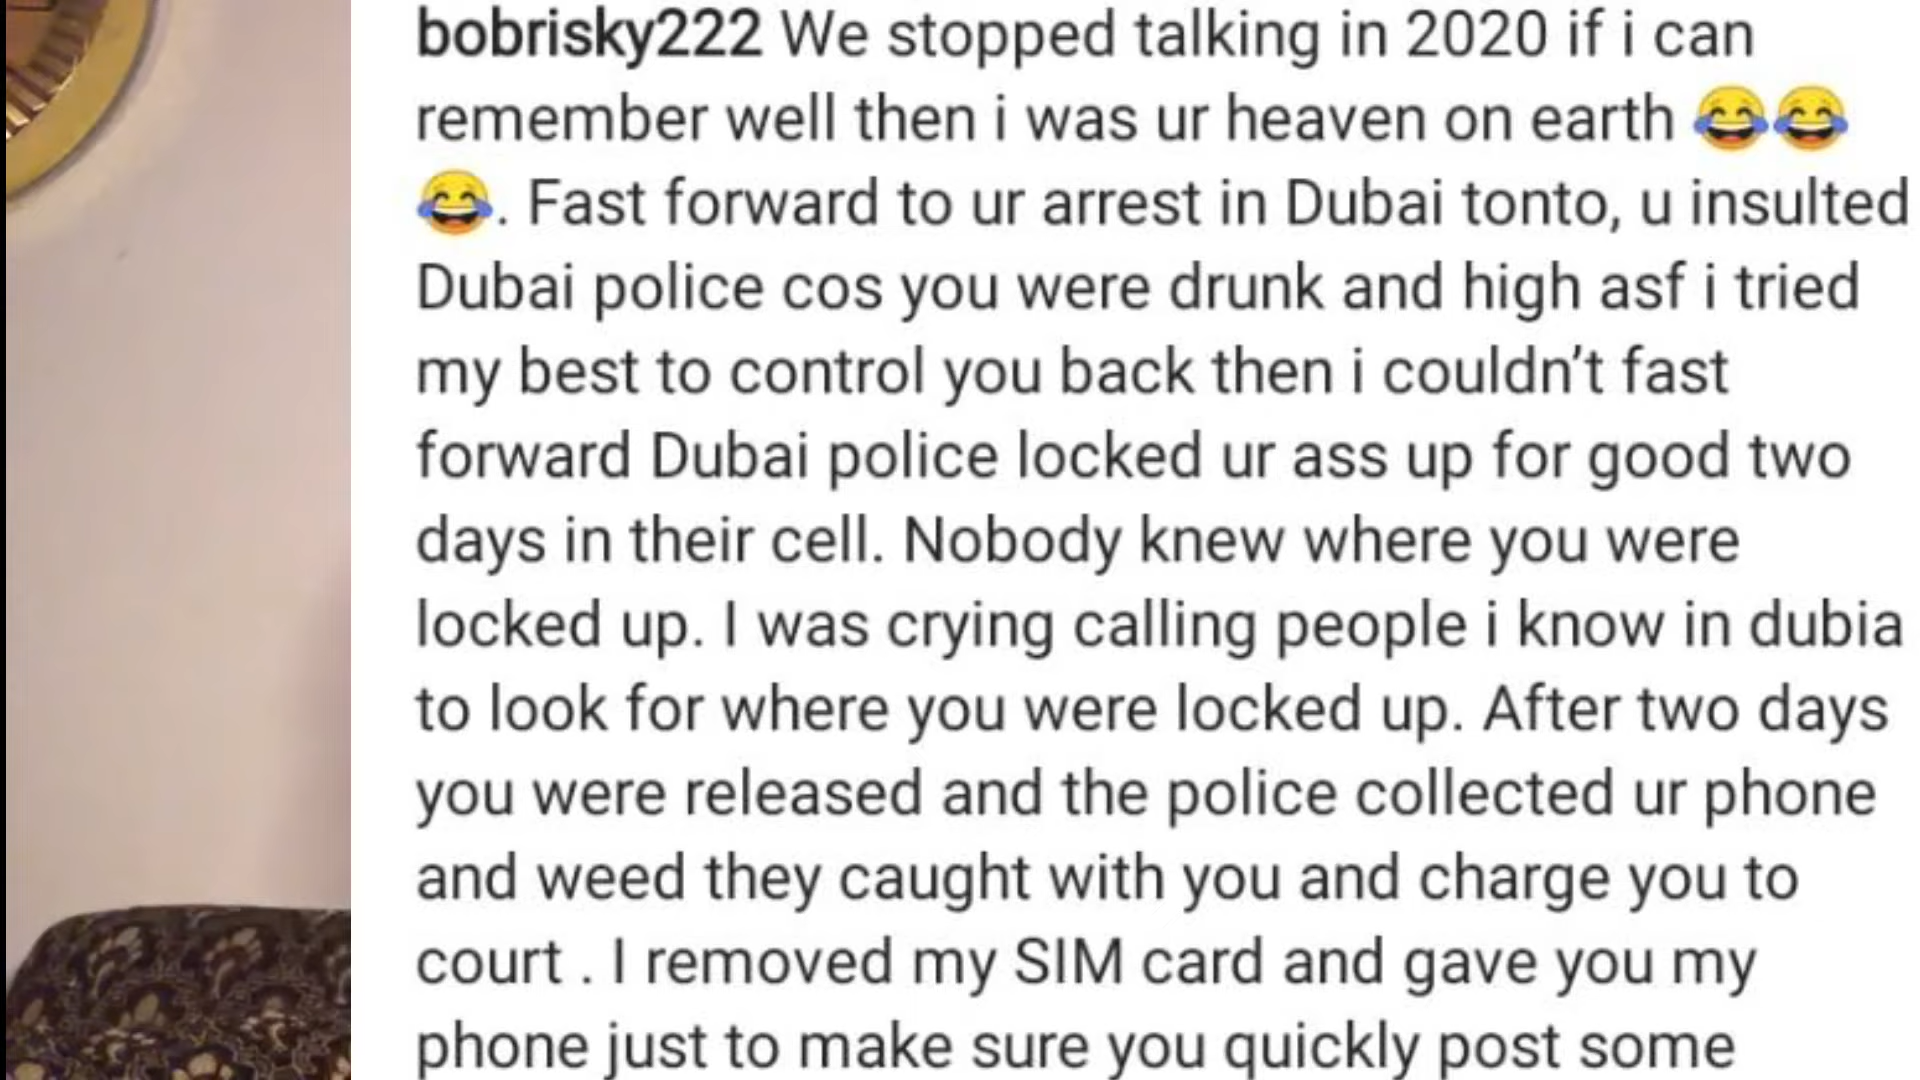 bobrisky222 We stopped talking in 2020 if i can
remember well then i was ur heaven on earth 😂😂
😂. Fast forward to ur arrest in Dubai tonto, u insulted
Dubai police cos you were drunk and high asf i tried
my best to control you back then i couldn’t fast
forward Dubai police locked ur ass up for good two
days in their cell. Nobody knew where you were
locked up. I was crying calling people i know in dubia
to look for where you were locked up. After two days
you were released and the police collected ur phone
and weed they caught with you and charge you to
court . I removed my SIM card and gave you my
phone just to make sure you quickly post some